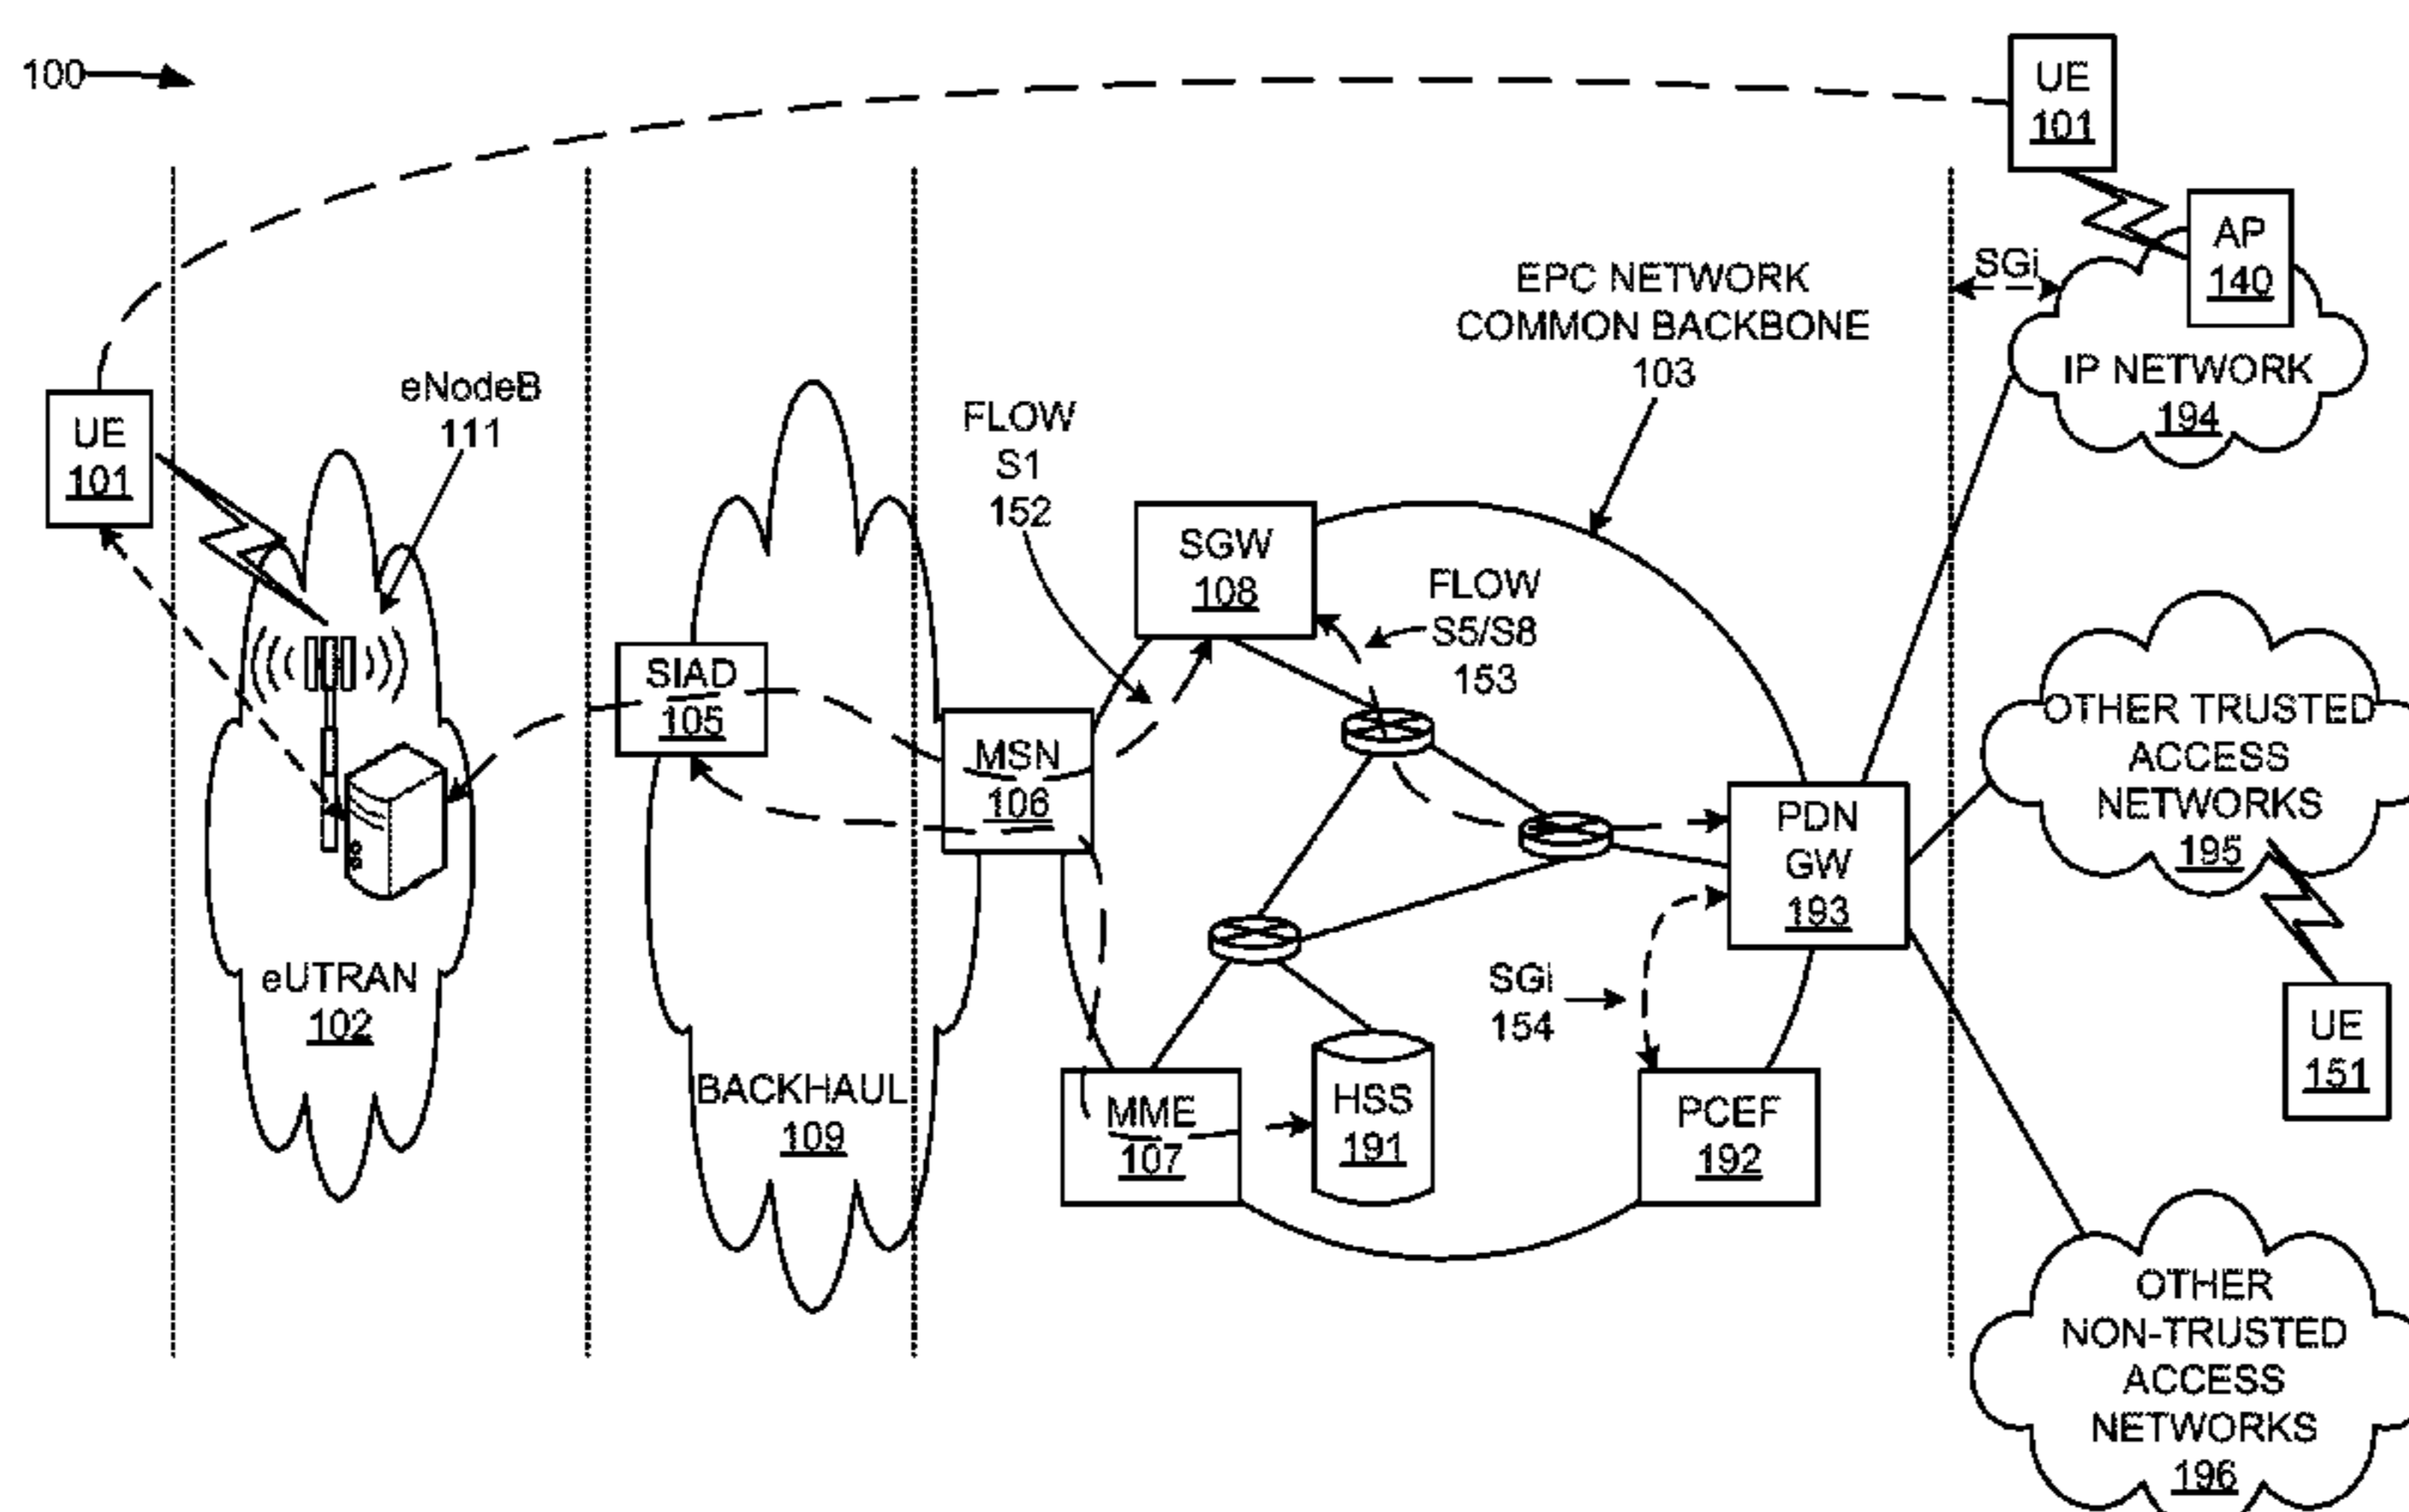 100
UE
101
AP
140
SGi
IP NETWORK
194
EPC NETWORK
COMMON BACKBONE
103
eNodeB
111
UE
101
FLOW
S1
152
SGW
108
FLOW
S5/S8
153
SIAD
105
MSN
106
OTHER TRUSTED
ACCESS
NETWORKS
195
PDN
GW
193
eUTRAN
102
SGi
154
UE
151
BACKHAUL
109
MME
107
HSS
191
PCEF
192
OTHER
NON-TRUSTED
ACCESS
NETWORKS
196